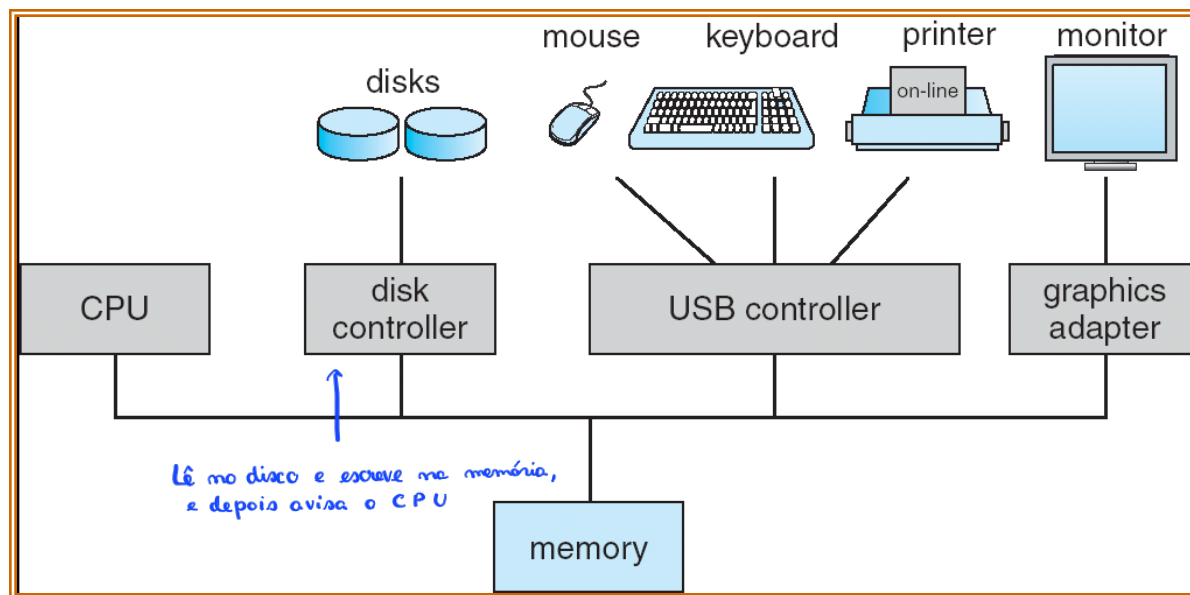 mouse
keyboard
printer
monitor
disks
on-line
CPU
disk
controller
USB controller
graphics
adapter
Lê no disco e escreve na memória,
e depois avisa o CPU
memory